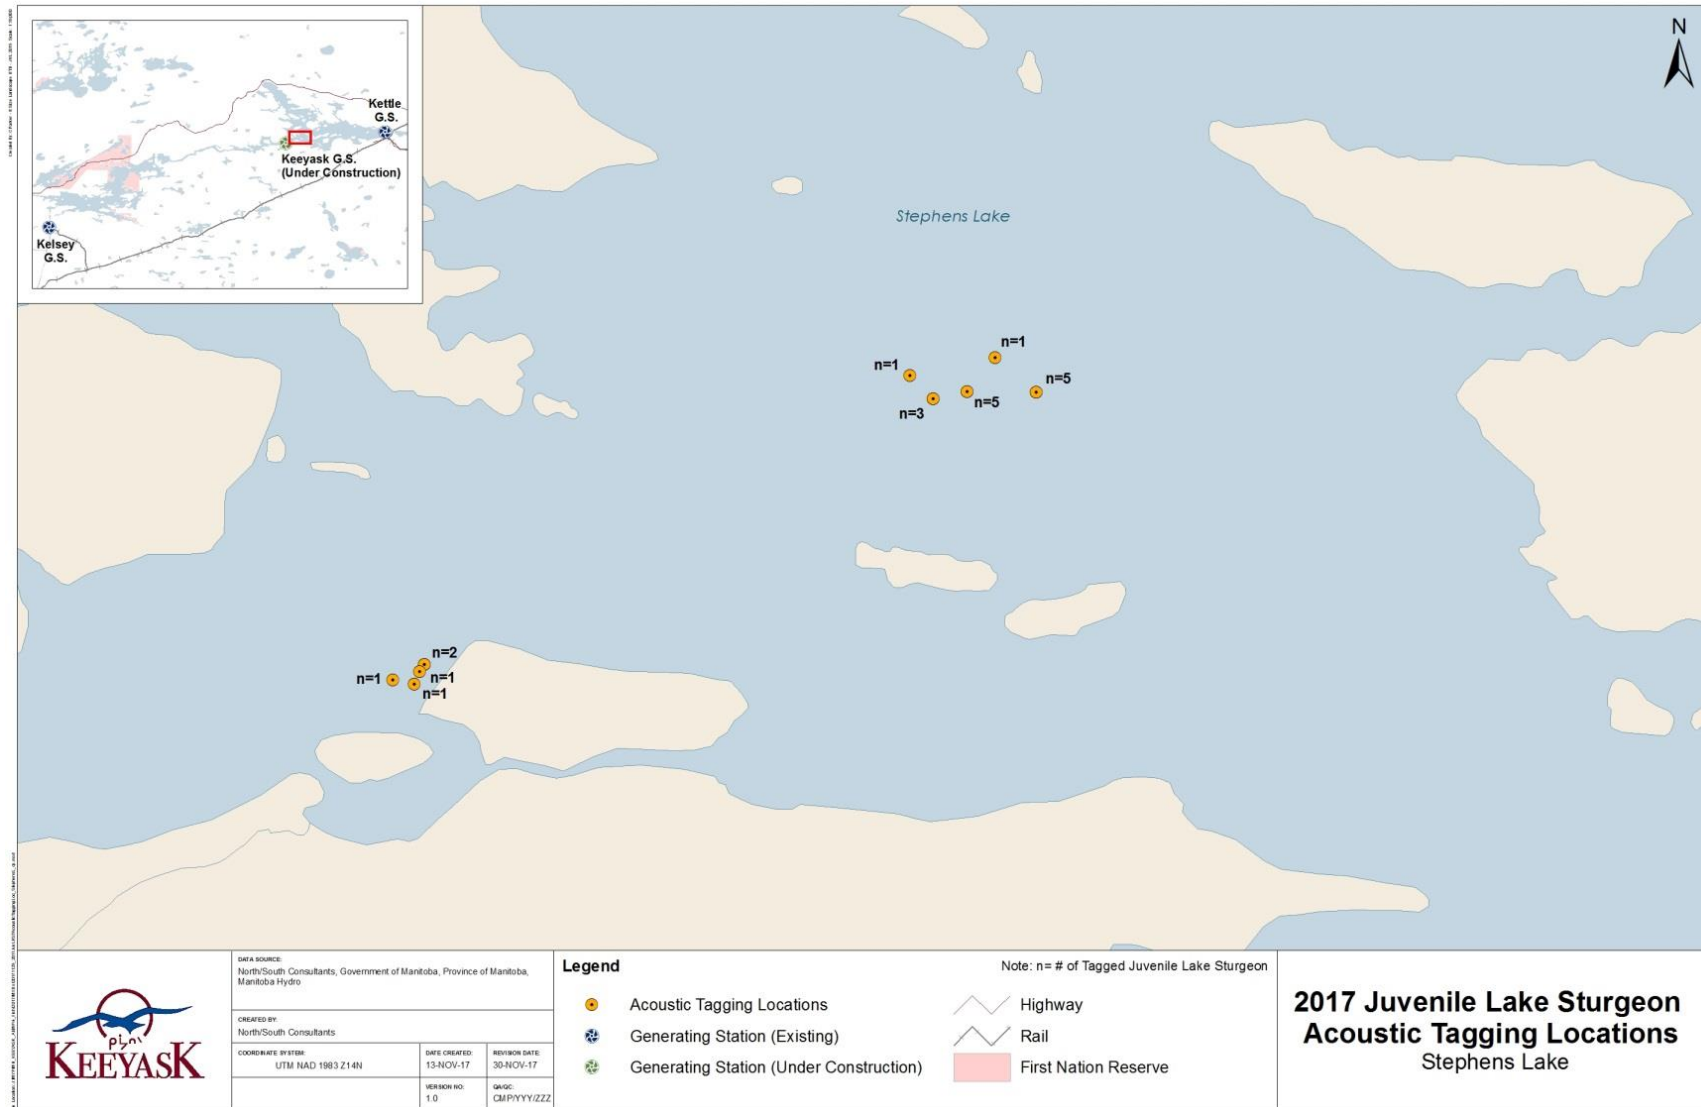 N
Kettle
G.S.
Keeyask G.S.
(Under Construction)
Kelsey
G.S.
Stephens Lake
n=1
n=1
n=5
n=3
n=5
n=2
n=1
n=1
n=1
KEEYASK
DATA SOURCE:
North/South Consultants, Government of Manitoba, Province of Manitoba,
Manitoba Hydro
CREATED BY:
North/South Consultants
COORDINATE SYSTEM:
UTM NAD 1983 Z14N
DATE CREATED:
13-NOV-17
REVISION DATE:
30-NOV-17
VERSION NO:
1.0
QA/QC:
CMP/YYY/ZZZ
Legend
Note: n= # of Tagged Juvenile Lake Sturgeon
Acoustic Tagging Locations
Generating Station (Existing)
Generating Station (Under Construction)
Highway
Rail
First Nation Reserve
2017 Juvenile Lake Sturgeon
Acoustic Tagging Locations
Stephens Lake